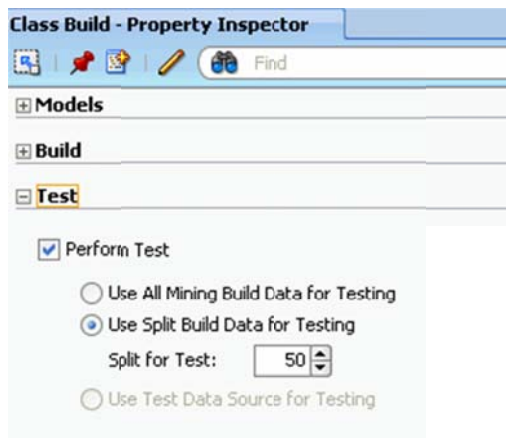 Class Build - Property Inspector
Find
Models
Build
Test
Perform Test
Use All Mining Build Data for Testing
Use Split Build Data for Testing
Split for Test: 50
Use Test Data Source for Testing